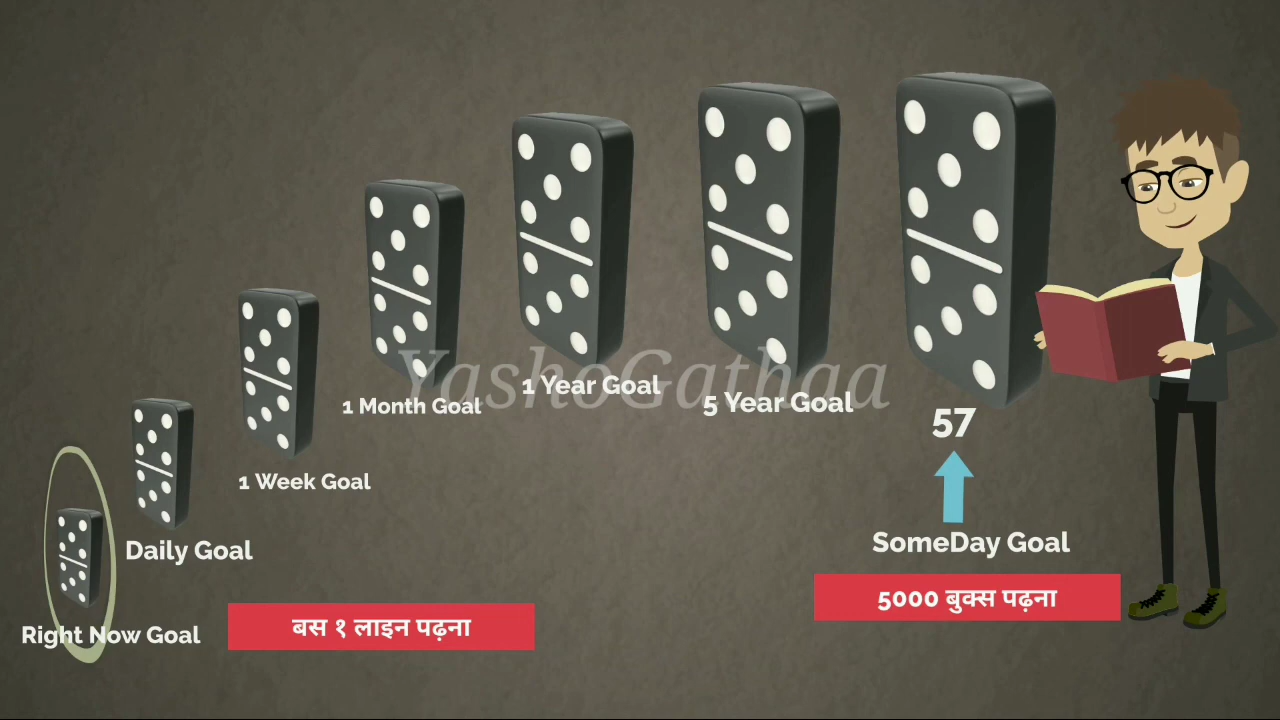 YashoGathaa
1 Year Goal
5 Year Goal
1 Month Goal
57
1 Week Goal
Daily Goal
SomeDay Goal
5000 बुक्स पढ़ना
Right Now Goal
बस १ लाइन पढ़ना